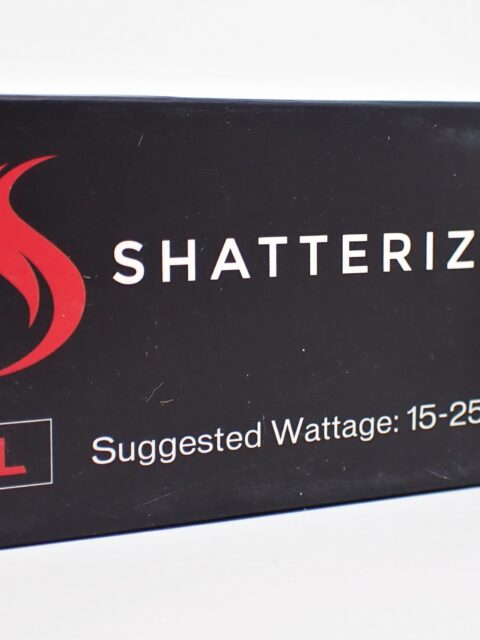 SHATTERIZ
L
Suggested Wattage: 15-25